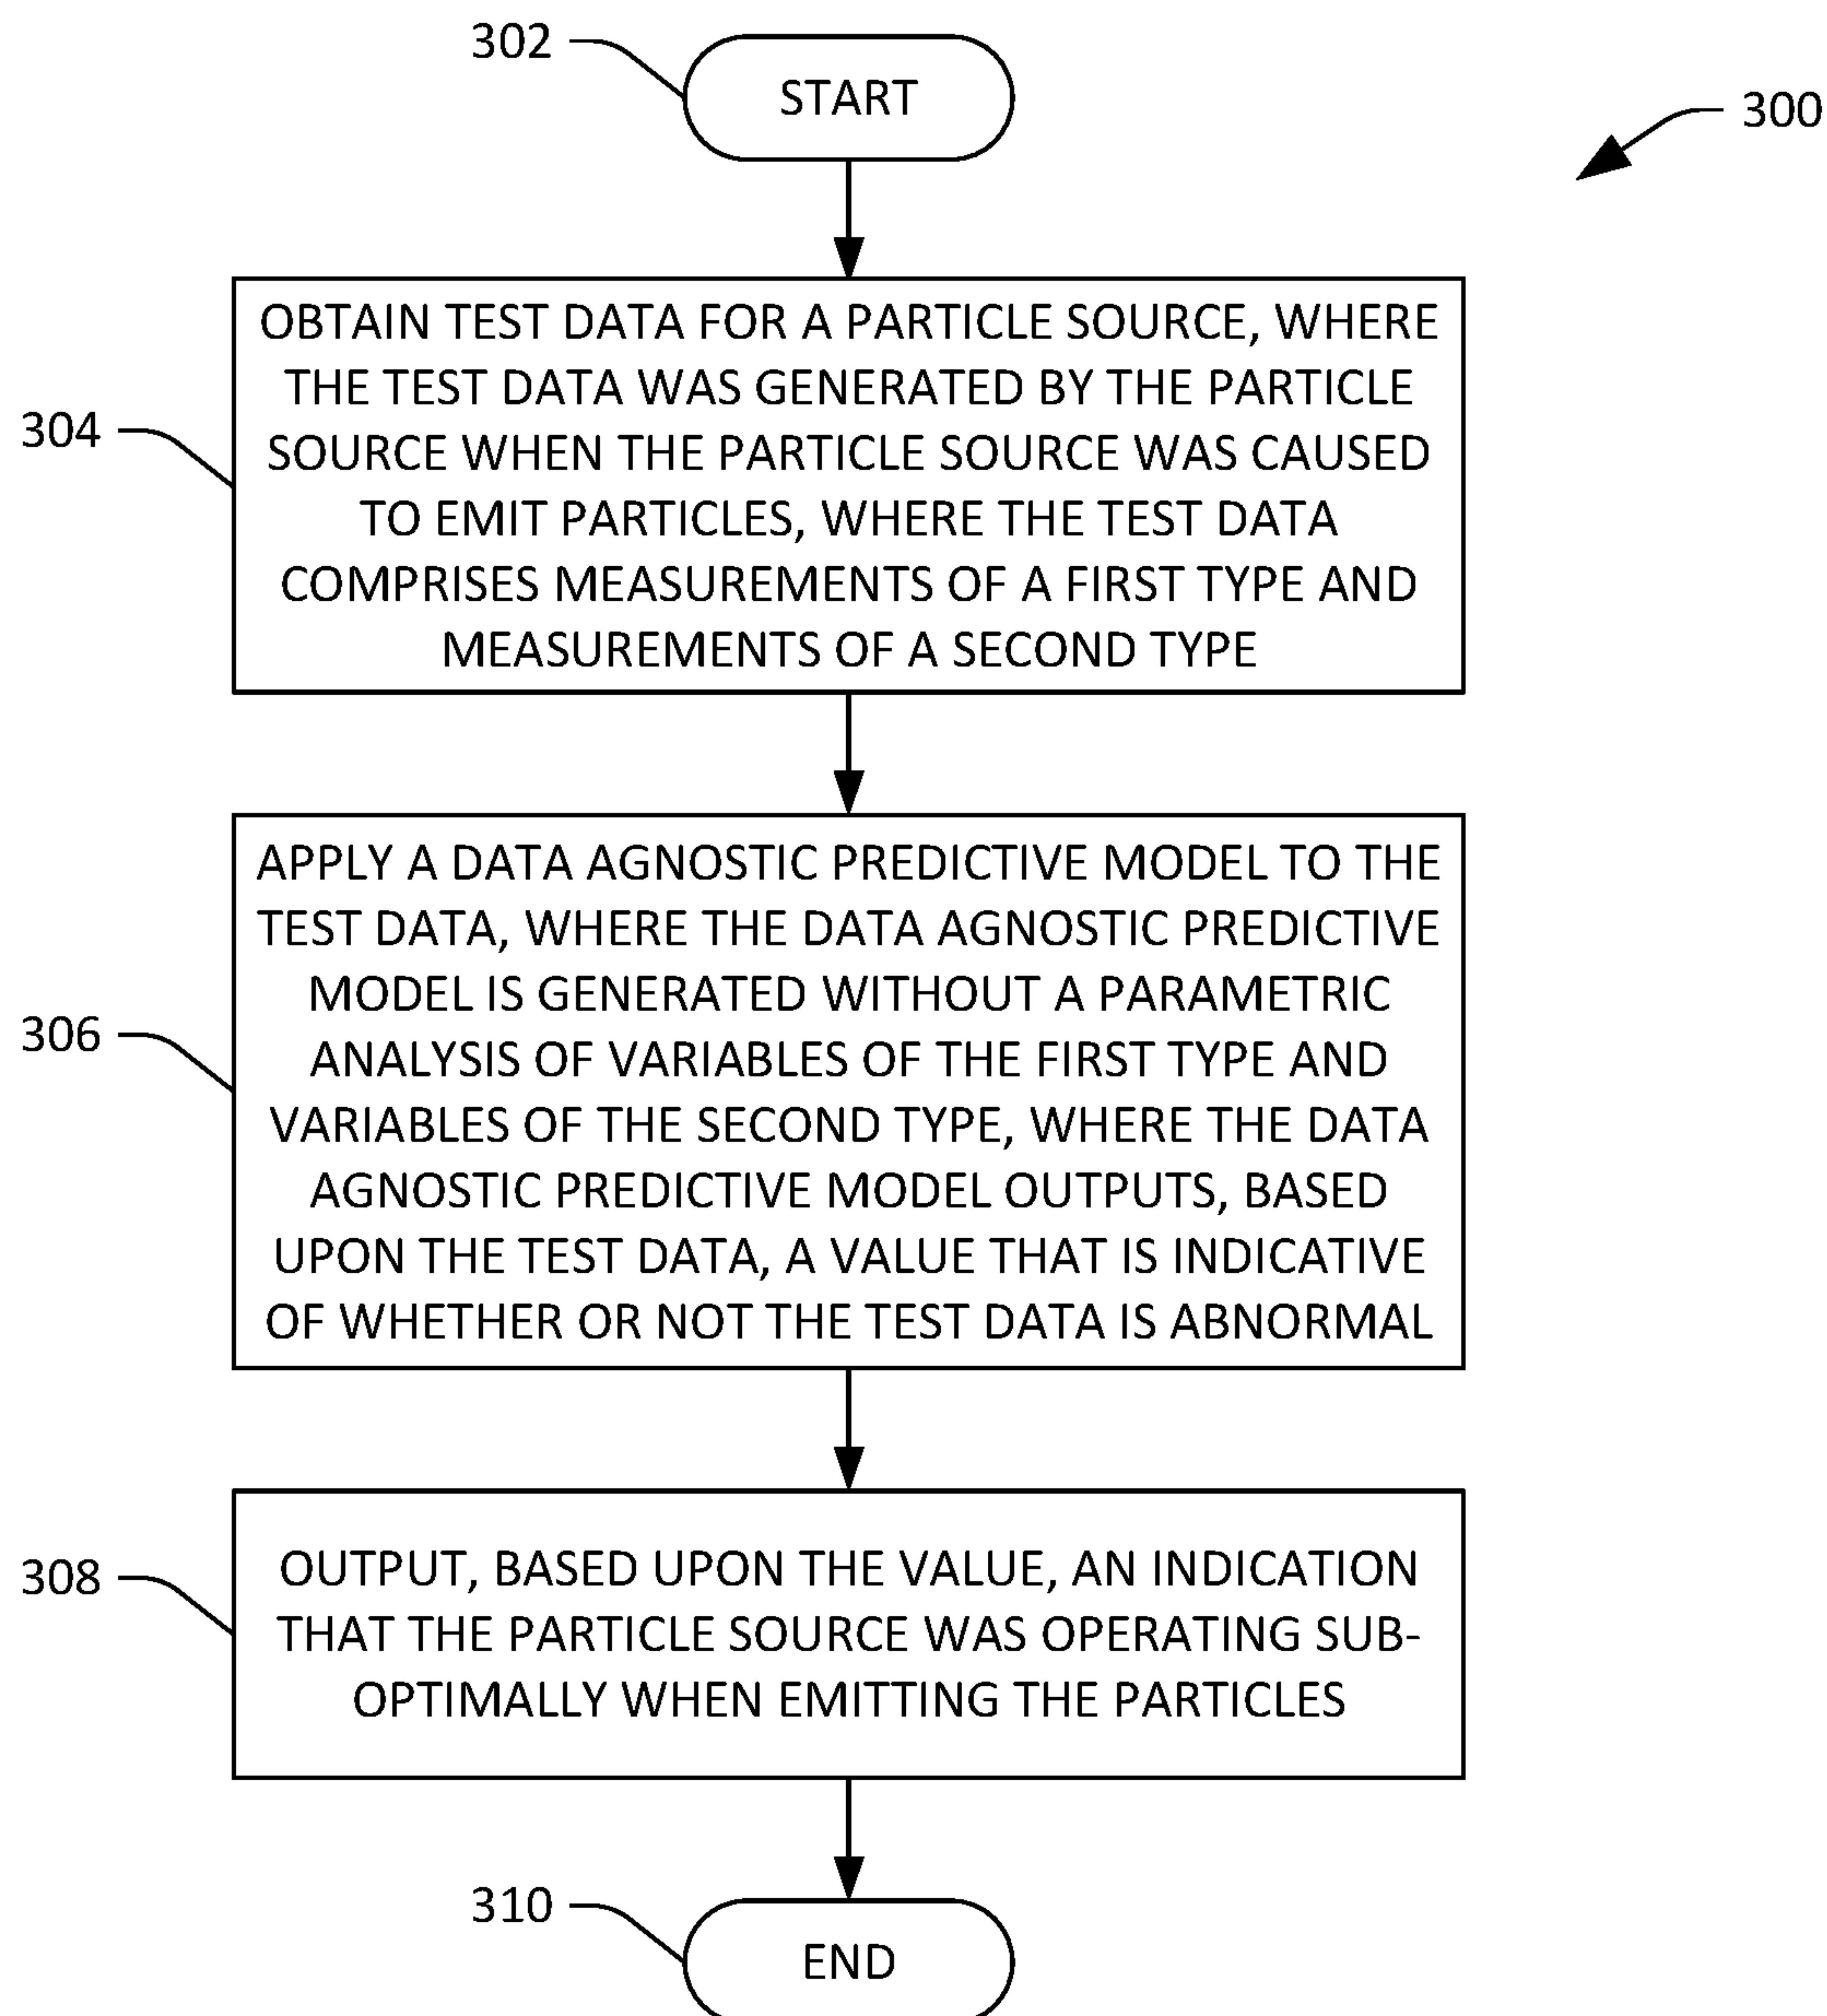 302
START
300
304
OBTAIN TEST DATA FOR A PARTICLE SOURCE, WHERE
THE TEST DATA WAS GENERATED BY THE PARTICLE
SOURCE WHEN THE PARTICLE SOURCE WAS CAUSED
TO EMIT PARTICLES, WHERE THE TEST DATA
COMPRISES MEASUREMENTS OF A FIRST TYPE AND
MEASUREMENTS OF A SECOND TYPE
306
APPLY A DATA AGNOSTIC PREDICTIVE MODEL TO THE
TEST DATA, WHERE THE DATA AGNOSTIC PREDICTIVE
MODEL IS GENERATED WITHOUT A PARAMETRIC
ANALYSIS OF VARIABLES OF THE FIRST TYPE AND
VARIABLES OF THE SECOND TYPE, WHERE THE DATA
AGNOSTIC PREDICTIVE MODEL OUTPUTS, BASED
UPON THE TEST DATA, A VALUE THAT IS INDICATIVE
OF WHETHER OR NOT THE TEST DATA IS ABNORMAL
308
OUTPUT, BASED UPON THE VALUE, AN INDICATION
THAT THE PARTICLE SOURCE WAS OPERATING SUB-
OPTIMALLY WHEN EMITTING THE PARTICLES
310
END